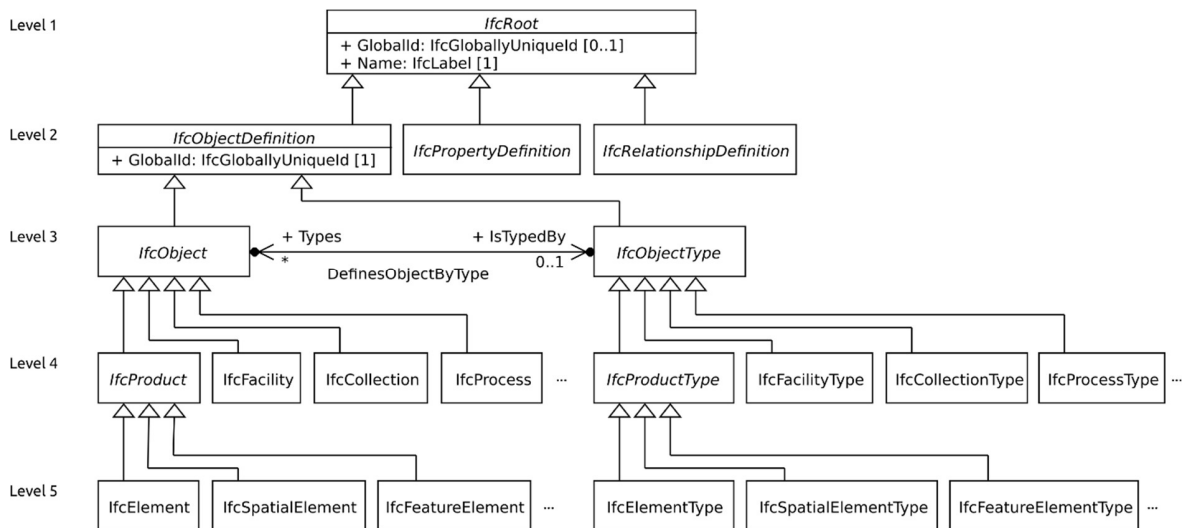 Level 1
IfcRoot
+ GlobalId: IfcGloballyUniqueId [0..1]
+ Name: IfcLabel [1]
Level 2
IfcObjectDefinition
+ GlobalId: IfcGloballyUniqueId [1]
IfcPropertyDefinition
IfcRelationshipDefinition
Level 3
IfcObject
+ Types
*
DefinesObjectByType
+ IsTypedBy
0..1
IfcObjectType
Level 4
IfcProduct
IfcFacility
IfcCollection
IfcProcess
...
IfcProductType
IfcFacilityType
IfcCollectionType
IfcProcessType
...
Level 5
IfcElement
IfcSpatialElement
IfcFeatureElement
...
IfcElementType
IfcSpatialElementType
IfcFeatureElementType
...